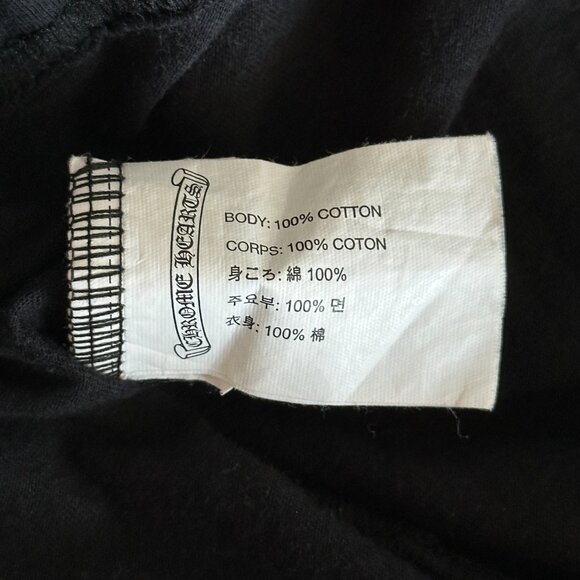 CHROME HEARTS
BODY: 100% COTTON
CORPS: 100% COTON
身ごろ: 綿 100%
주요부: 100% 면
衣身: 100% 棉